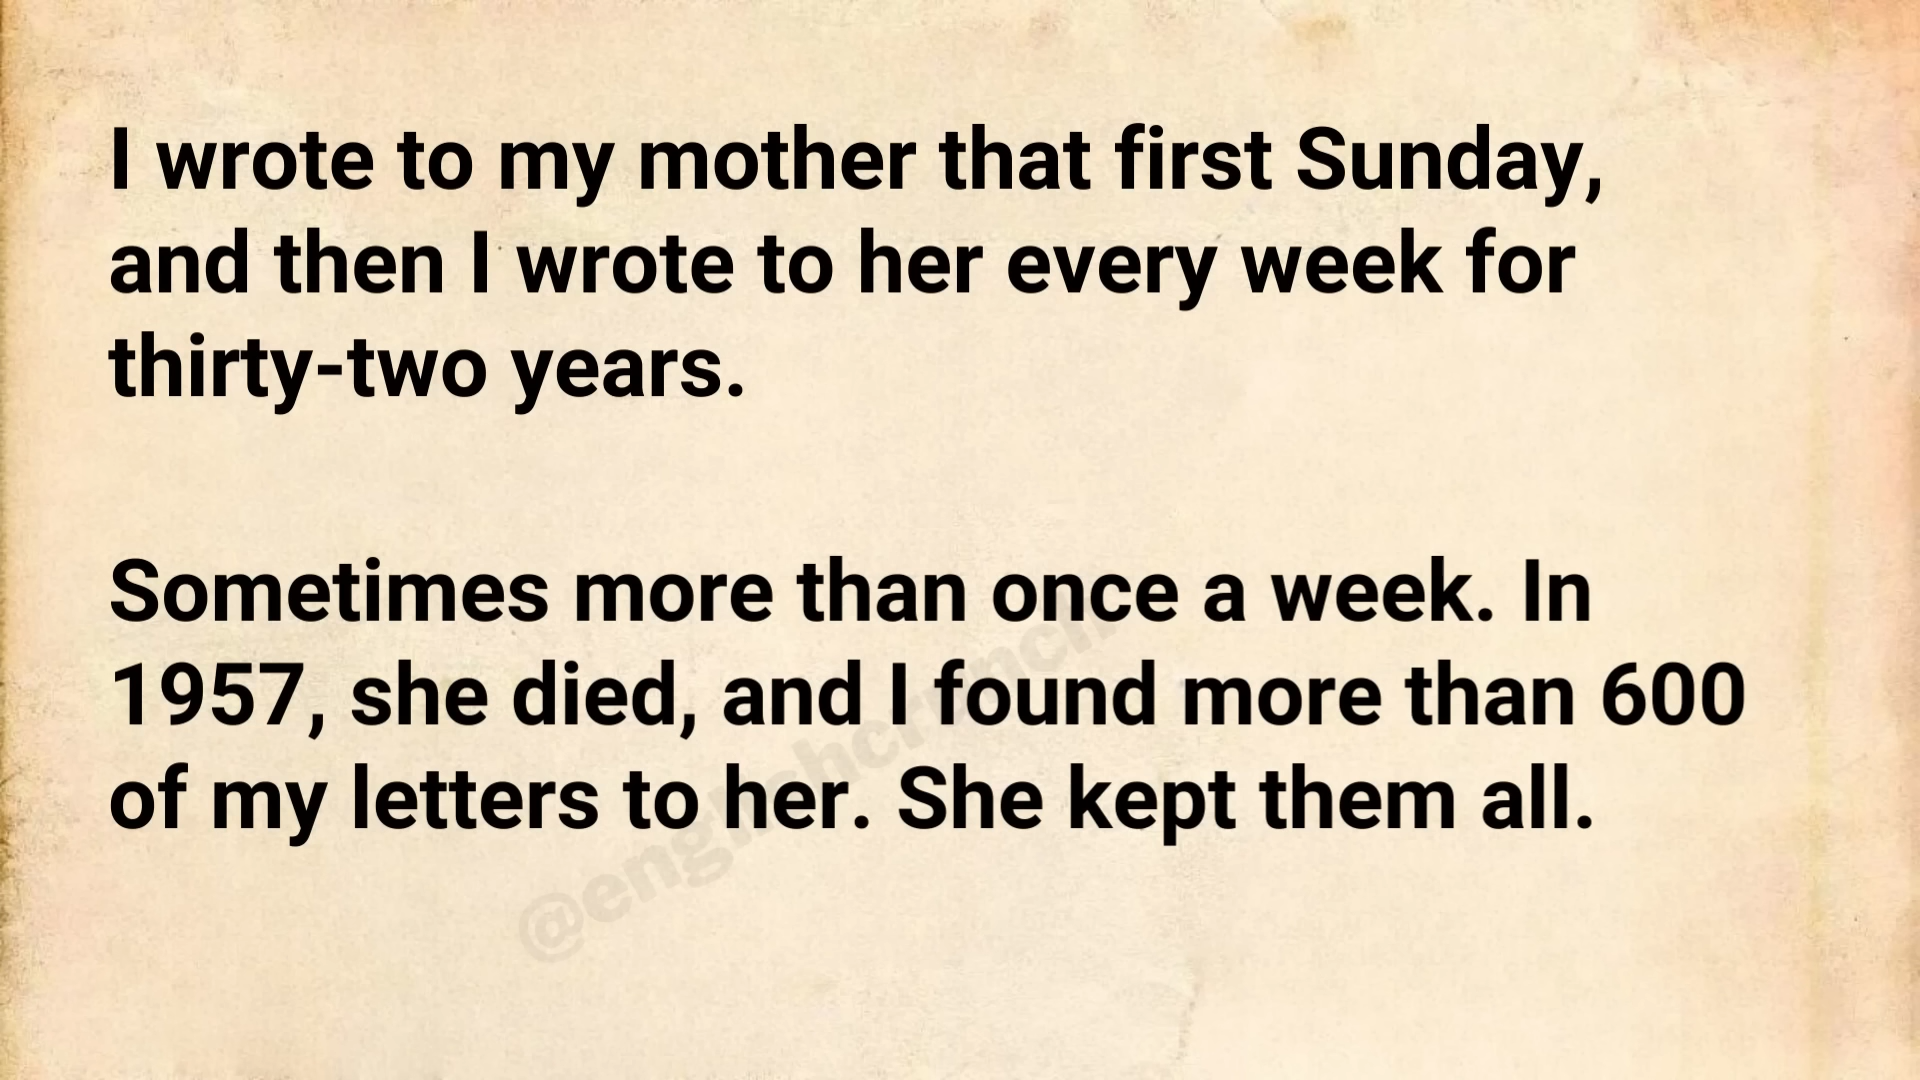 I wrote to my mother that first Sunday,
and then I wrote to her every week for
thirty-two years.
Sometimes more than once a week. In
1957, she died, and I found more than 600
of my letters to her. She kept them all.